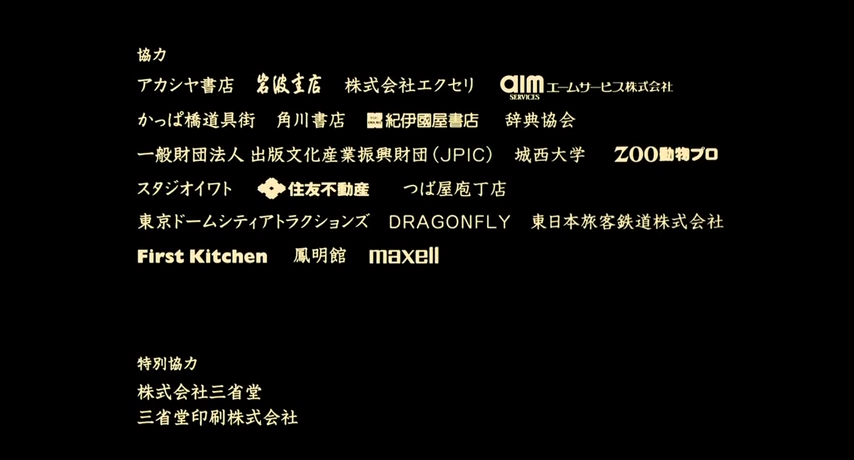 協力
アカシヤ書店 岩波書店 株式会社エクセリ aim SERVICES エームサービス株式会社
かっぱ橋道具街 角川書店 紀伊國屋書店 辞典協会
一般財団法人 出版文化産業振興財団(JPIC) 城西大学 ZOO動物プロ
スタジオイワト 住友不動産 つば屋庖丁店
東京ドームシティアトラクションズ DRAGONFLY 東日本旅客鉄道株式会社
First Kitchen 鳳明館 maxell
特別協力
株式会社三省堂
三省堂印刷株式会社